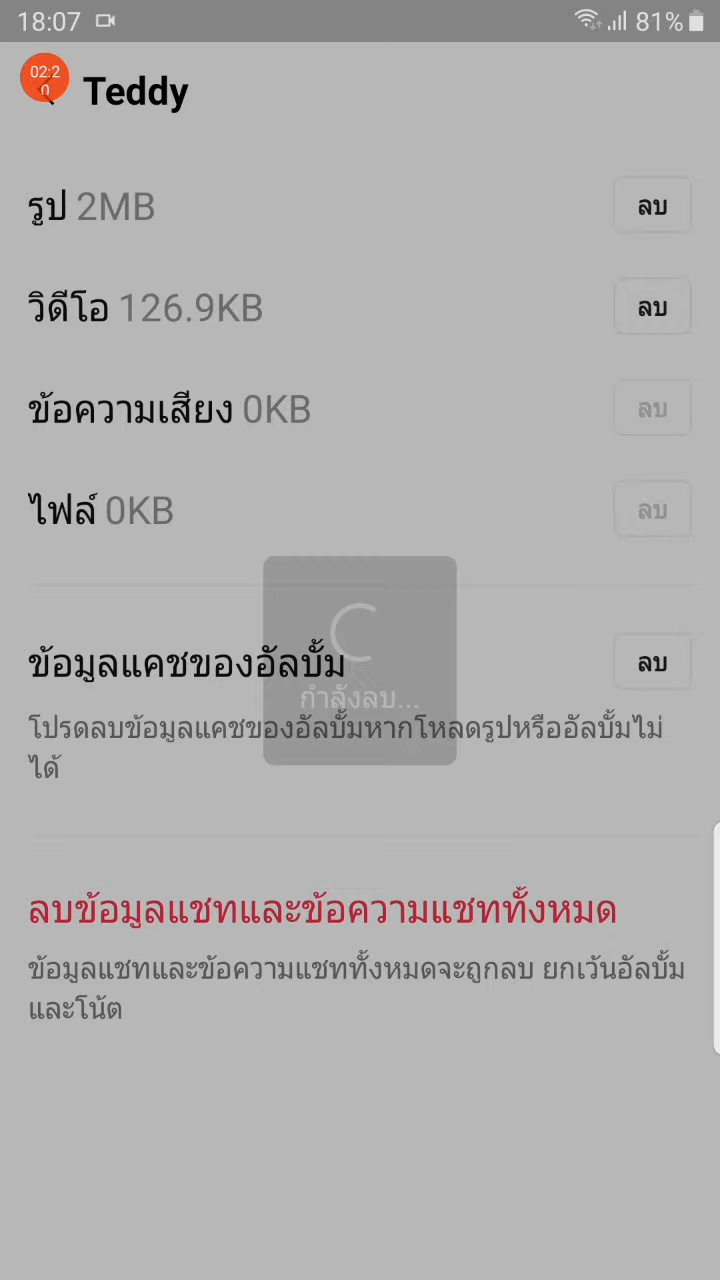 18:07 81%
02:2
0
Teddy
รูป 2MB ลบ
วิดีโอ 126.9KB ลบ
ข้อความเสียง 0KB ลบ
ไฟล์ 0KB ลบ
ข้อมูลแคชของอัลบั้ม ลบ
กำลังลบ...
โปรดลบข้อมูลแคชของอัลบั้มหากโหลดรูปหรืออัลบั้มไม่
ได้
ลบข้อมูลแชทและข้อความแชททั้งหมด
ข้อมูลแชทและข้อความแชททั้งหมดจะถูกลบ ยกเว้นอัลบั้ม
และโน้ต